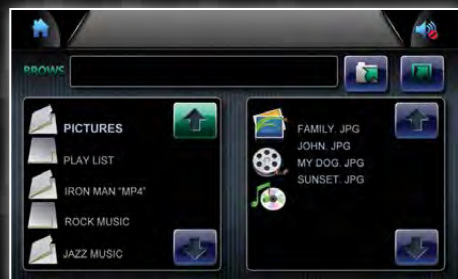 BROWS
PICTURES
PLAY LIST
IRON MAN "MP4"
ROCK MUSIC
JAZZ MUSIC
FAMILY. JPG
JOHN. JPG
MY DOG. JPG
SUNSET. JPG